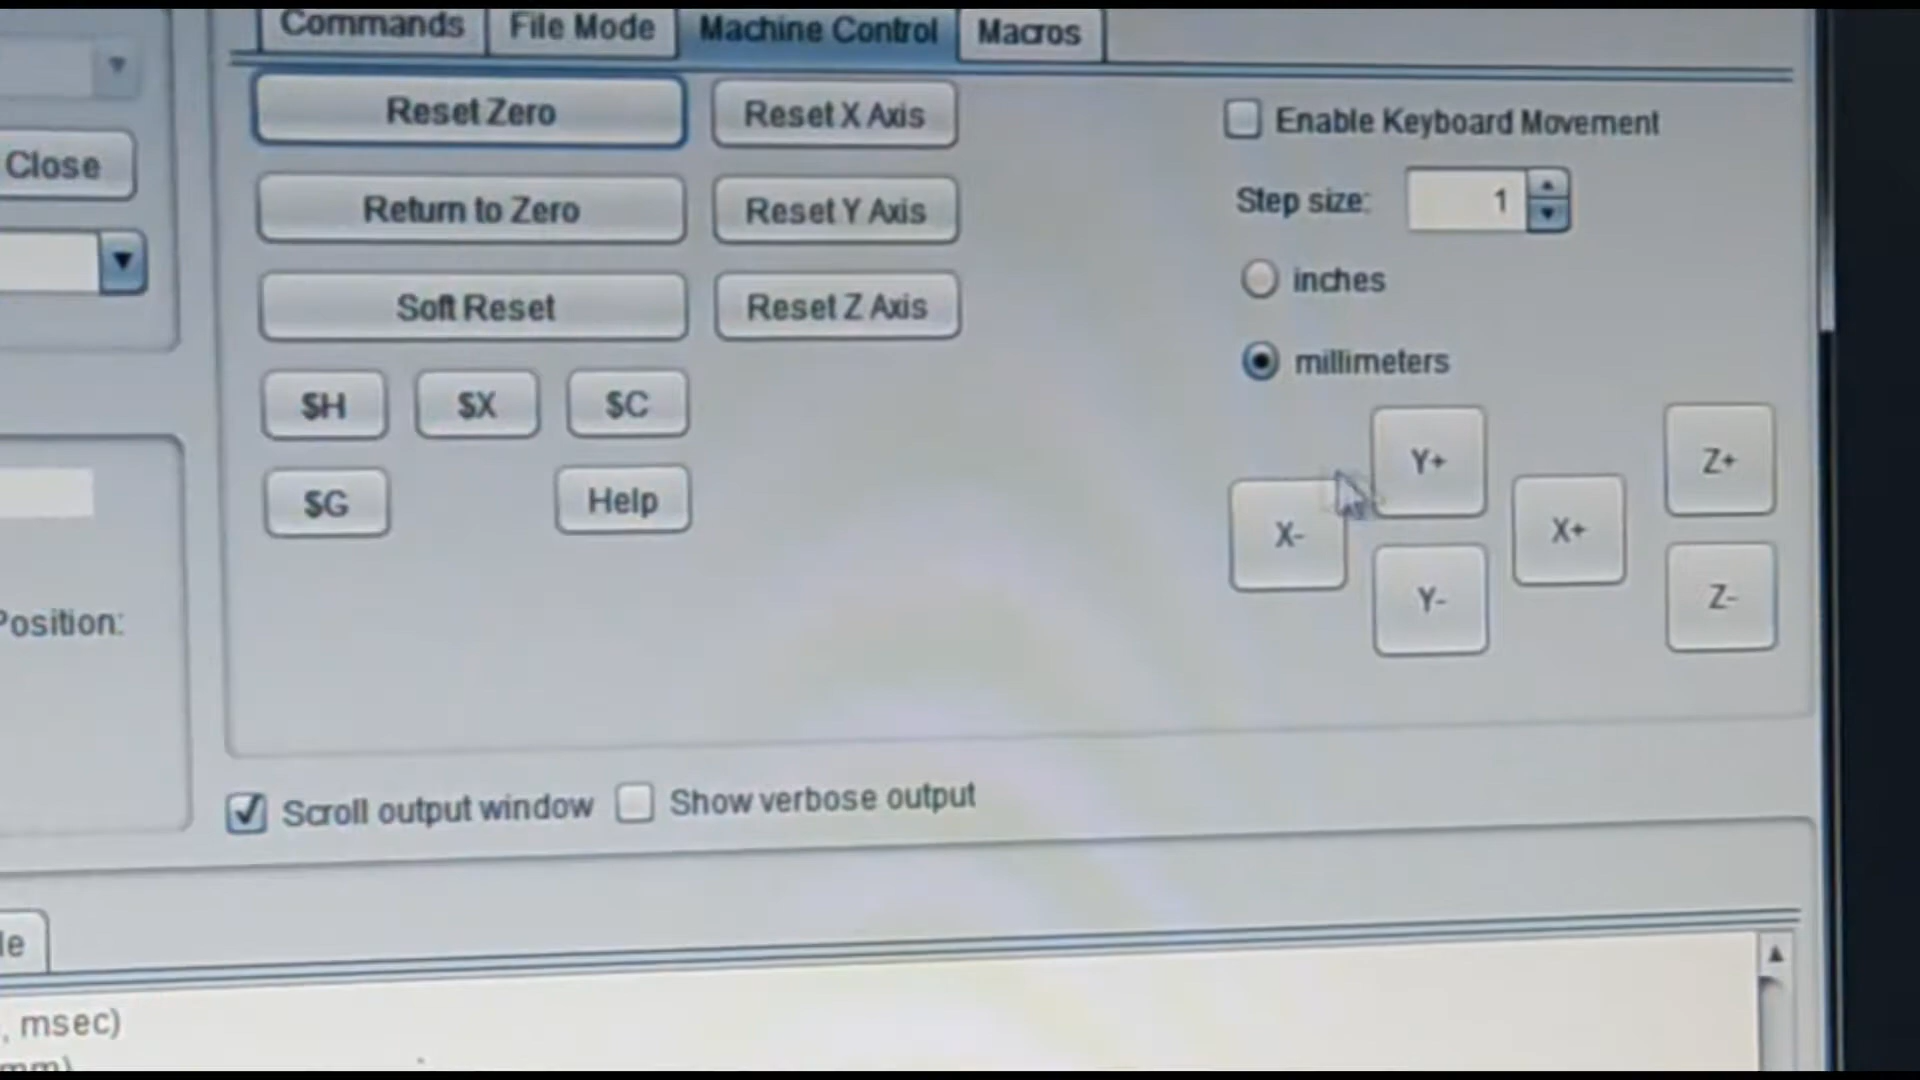 Commands File Mode Machine Control Macros
Reset Zero Reset X Axis Enable Keyboard Movement
Close
Return to Zero Reset Y Axis Step size: 1
inches
Soft Reset Reset Z Axis
millimeters
$H $X $C
Y+ Z+
$G Help
X- X+
Y- Z-
Position:
Scroll output window Show verbose output
le
, msec)
mm)